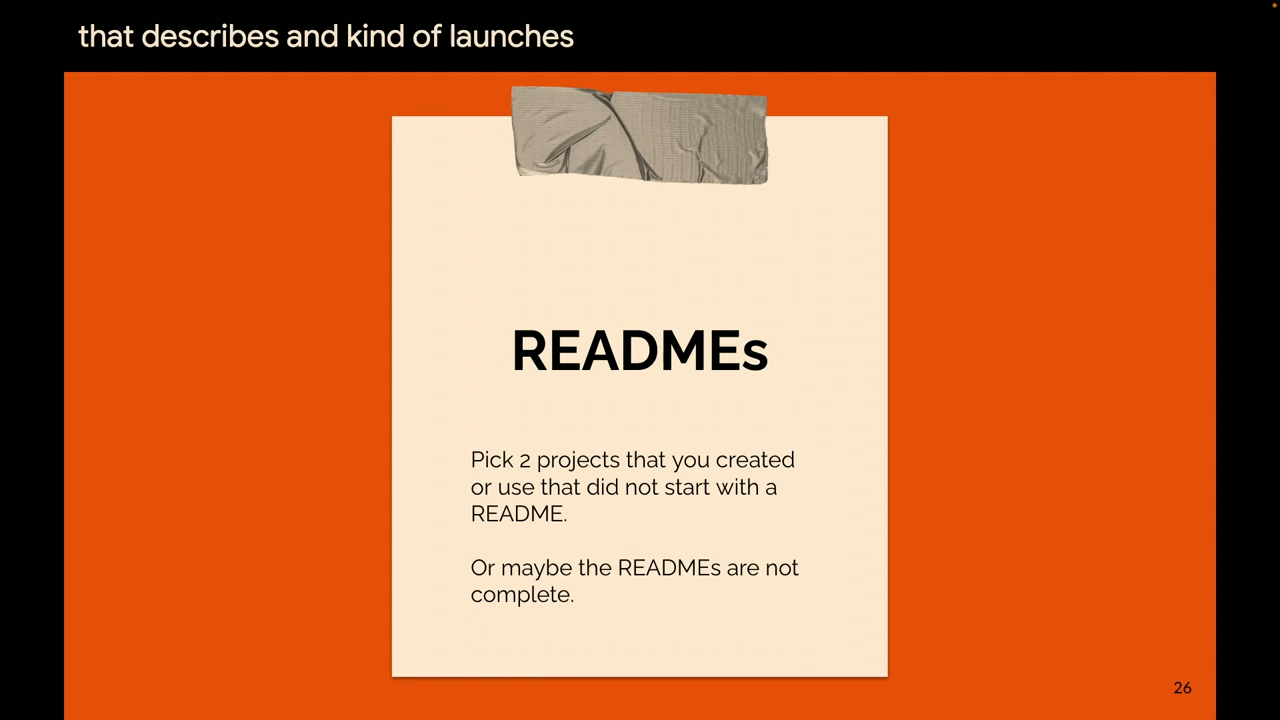 that describes and kind of launches
READMEs
Pick 2 projects that you created
or use that did not start with a
README.
Or maybe the READMEs are not
complete.
26